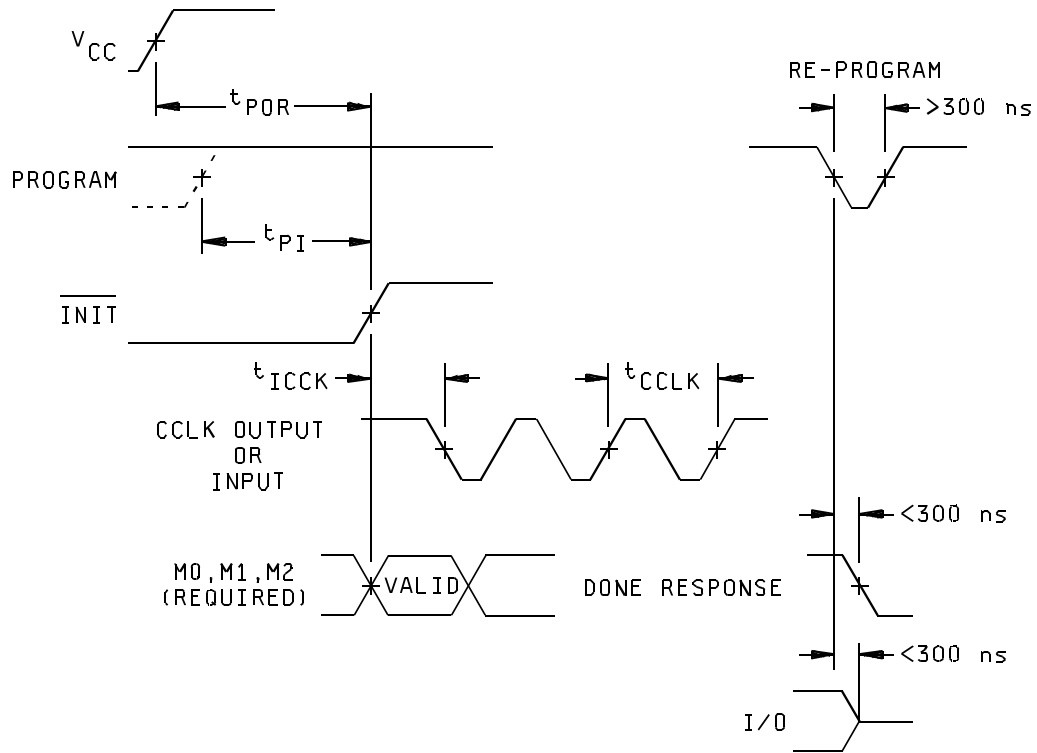 VCC
RE-PROGRAM
tPOR
>300 ns
PROGRAM
tPI
INIT
tICCK
tCCLK
CCLK OUTPUT
OR
INPUT
<300 ns
M0,M1,M2
(REQUIRED)
VALID
DONE RESPONSE
<300 ns
I/O